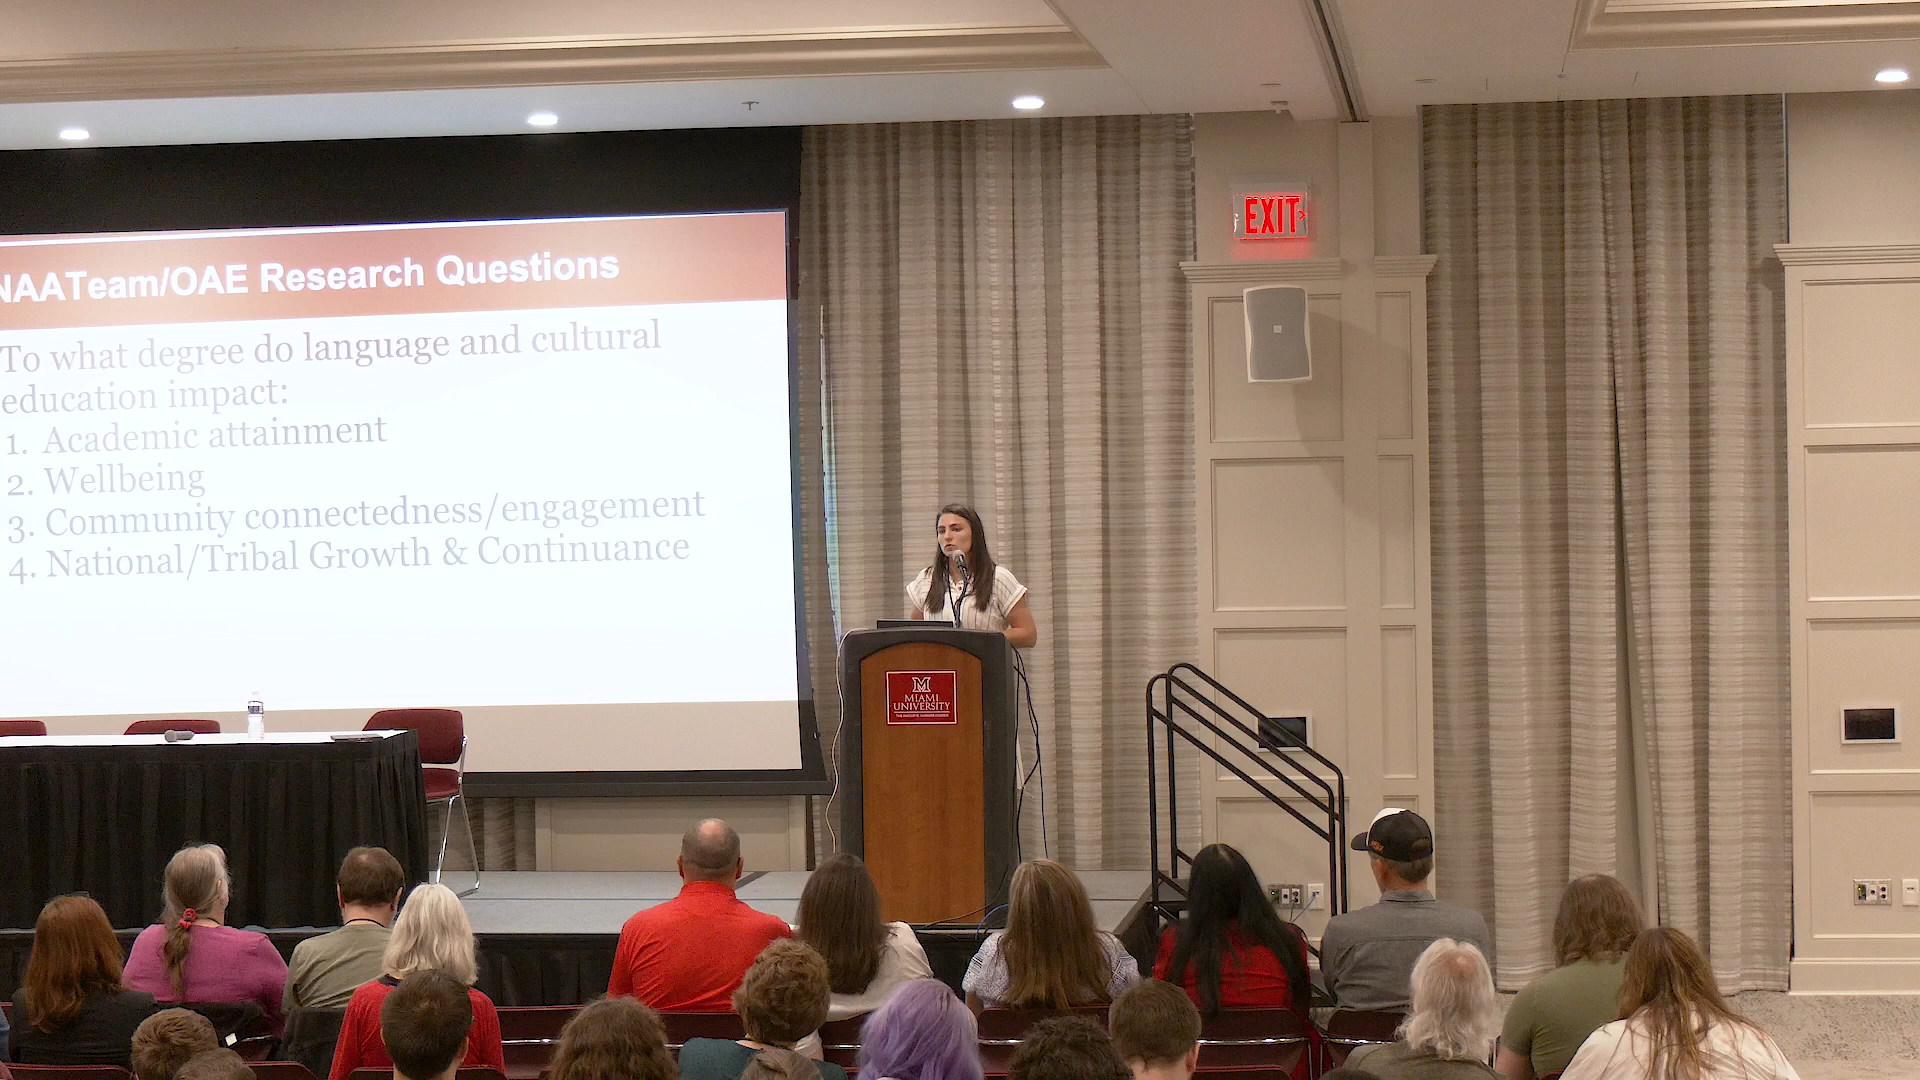 NAATeam/OAE Research Questions
To what degree do language and cultural
education impact:
1. Academic attainment
2. Wellbeing
3. Community connectedness/engagement
4. National/Tribal Growth & Continuance
EXIT
M
MIAMI
UNIVERSITY